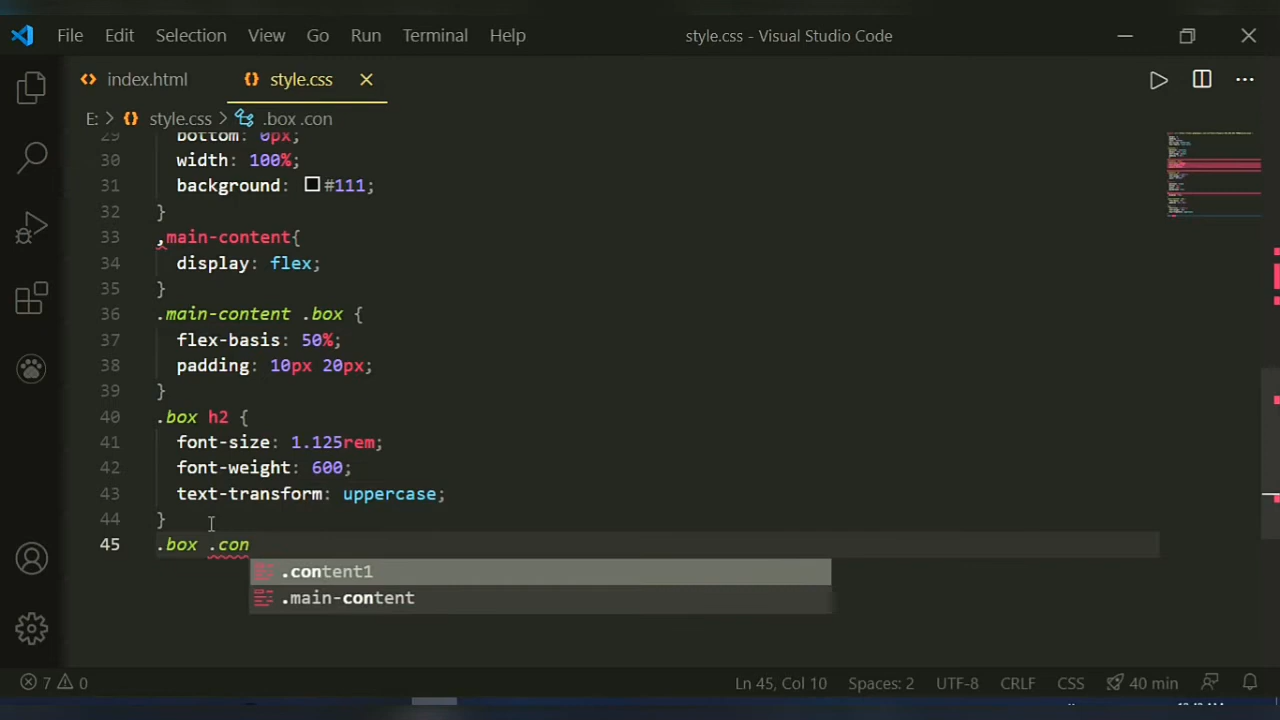 File Edit Selection View Go Run Terminal Help style.css - Visual Studio Code
index.html style.css
E: > style.css > .box .con
29 bottom: 0px;
30 width: 100%;
31 background: #111;
32 }
33 ,main-content{
34 display: flex;
35 }
36 .main-content .box {
37 flex-basis: 50%;
38 padding: 10px 20px;
39 }
40 .box h2 {
41 font-size: 1.125rem;
42 font-weight: 600;
43 text-transform: uppercase;
44 }
45 .box .con
.content1
.main-content
7 0 Ln 45, Col 10 Spaces: 2 UTF-8 CRLF CSS 40 min